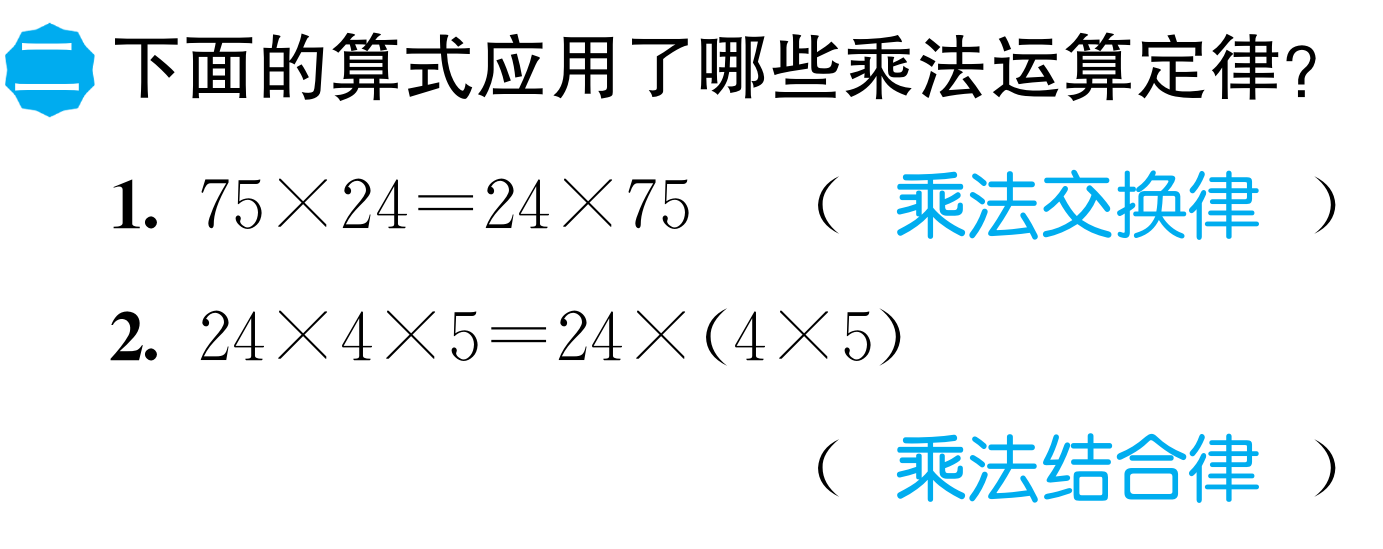 二 下面的算式应用了哪些乘法运算定律?
1. 75×24=24×75 ( 乘法交换律 )
2. 24×4×5=24×(4×5)
( 乘法结合律 )